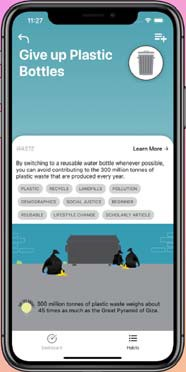 11:27
Give up Plastic
Bottles
WASTE
Learn More →
By switching to a reusable water bottle whenever possible,
you can avoid contributing to the 300 million tonnes of
plastic waste that are produced every year.
PLASTIC RECYCLE LANDFILLS POLLUTION
DEMOGRAPHICS SOCIAL JUSTICE BEGINNER
REUSABLE LIFESTYLE CHANGE SCHOLARLY ARTICLE
300 million tonnes of plastic waste weighs about
45 times as much as the Great Pyramid of Giza.
Dashboard Habits